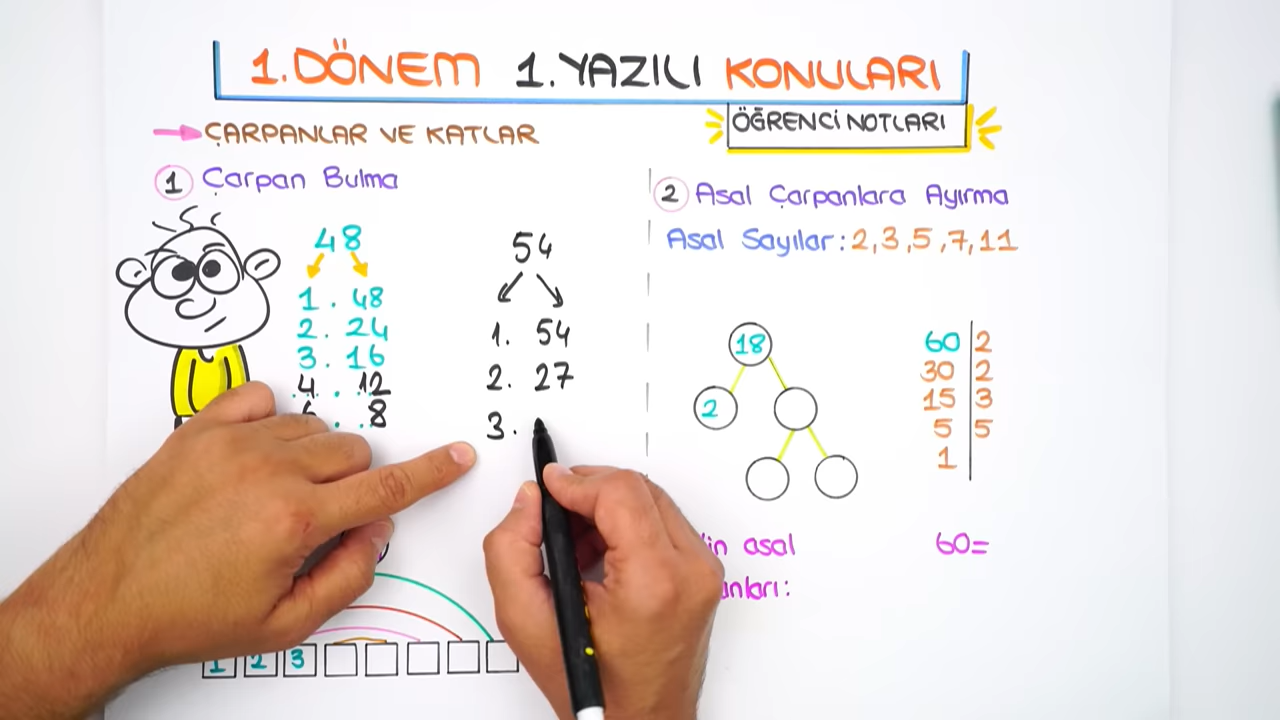 1.DÖNEM 1.YAZILI KONULARI
ÖĞRENCİ NOTLARI
ÇARPANLAR VE KATLAR
1 Çarpan Bulma
48
1 . 48
2 . 24
3 . 16
4 . 12
. 8
54
1. 54
2. 27
3.
2 Asal Çarpanlara Ayırma
Asal Sayılar: 2,3,5,7,11
18
2
60 2
30 2
15 3
5 5
1
asal
60=
1 2 3